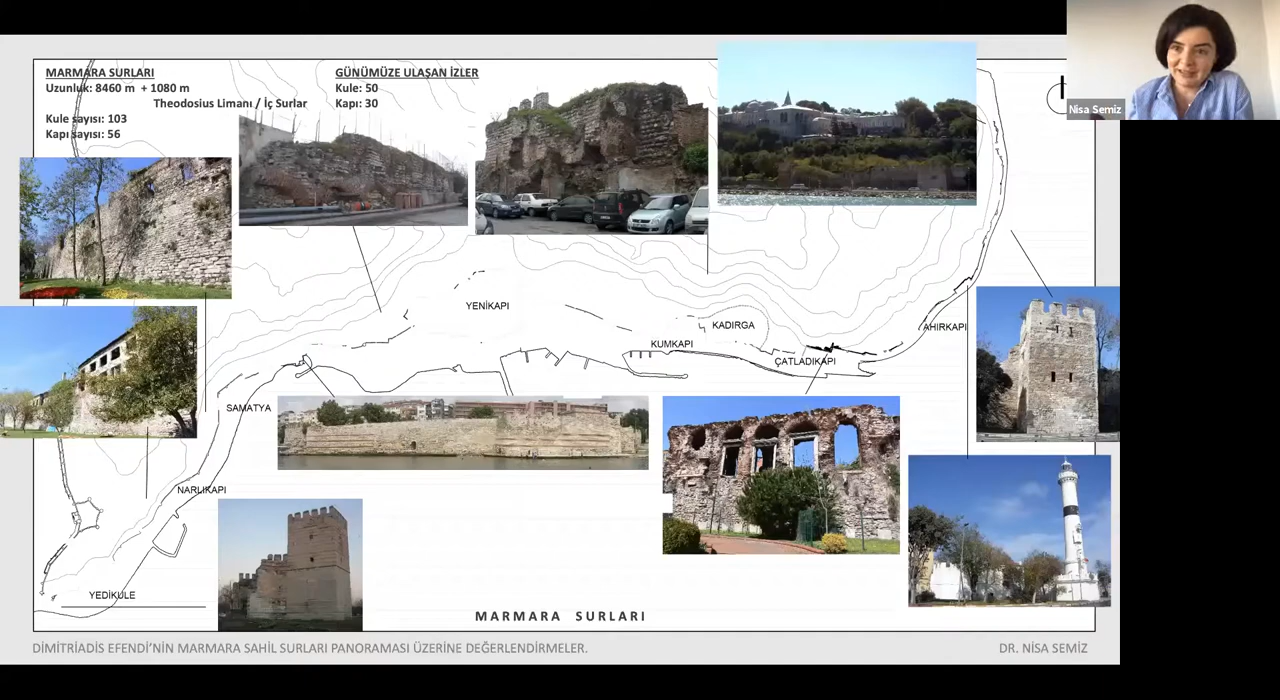 MARMARA SURLARI
Uzunluk: 8460 m + 1080 m
Theodosius Limanı / İç Surlar
Kule sayısı: 103
Kapı sayısı: 56
GÜNÜMÜZE ULAŞAN İZLER
Kule: 50
Kapı: 30
Nisa Semiz
YENİKAPI
KADIRGA
AHIRKAPI
KUMKAPI
ÇATLADIKAPI
SAMATYA
NARLIKAPI
YEDİKULE
MARMARA SURLARI
DİMİTRİADİS EFENDİ'NİN MARMARA SAHİL SURLARI PANORAMASI ÜZERİNE DEĞERLENDİRMELER.
DR. NİSA SEMİZ